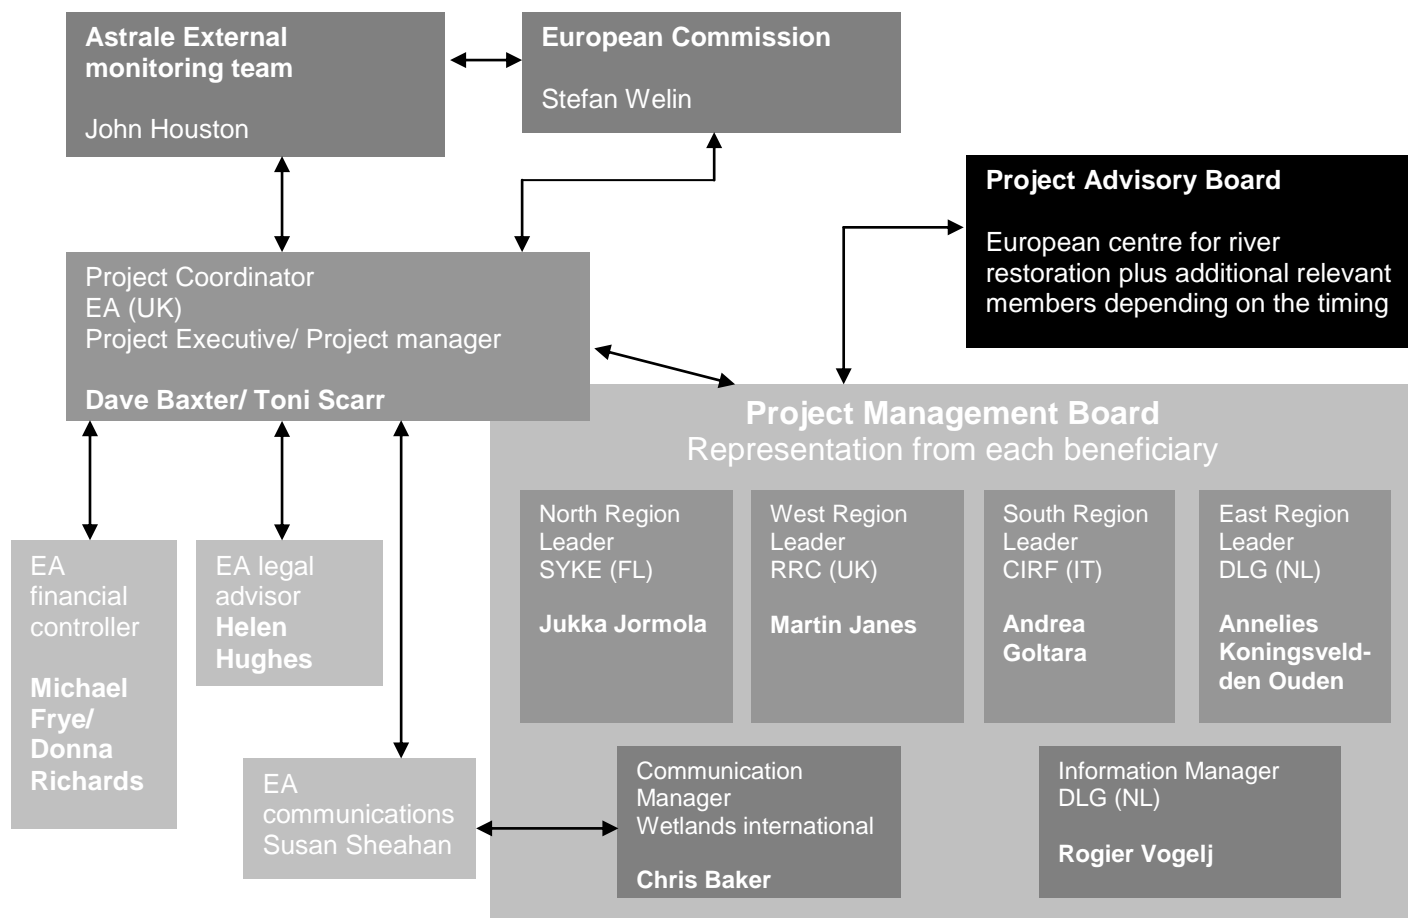 Astrale External
monitoring team
John Houston
European Commission
Stefan Welin
Project Advisory Board
European centre for river
restoration plus additional relevant
members depending on the timing
Project Coordinator
EA (UK)
Project Executive/ Project manager
Dave Baxter/ Toni Scarr
Project Management Board
Representation from each beneficiary
North Region
Leader
SYKE (FL)
Jukka Jormola
West Region
Leader
RRC (UK)
Martin Janes
South Region
Leader
CIRF (IT)
Andrea
Goltara
East Region
Leader
DLG (NL)
Annelies
Koningsveld-
den Ouden
EA
financial
controller
Michael
Frye/
Donna
Richards
EA legal
advisor
Helen
Hughes
EA
communications
Susan Sheahan
Communication
Manager
Wetlands international
Chris Baker
Information Manager
DLG (NL)
Rogier Vogelj